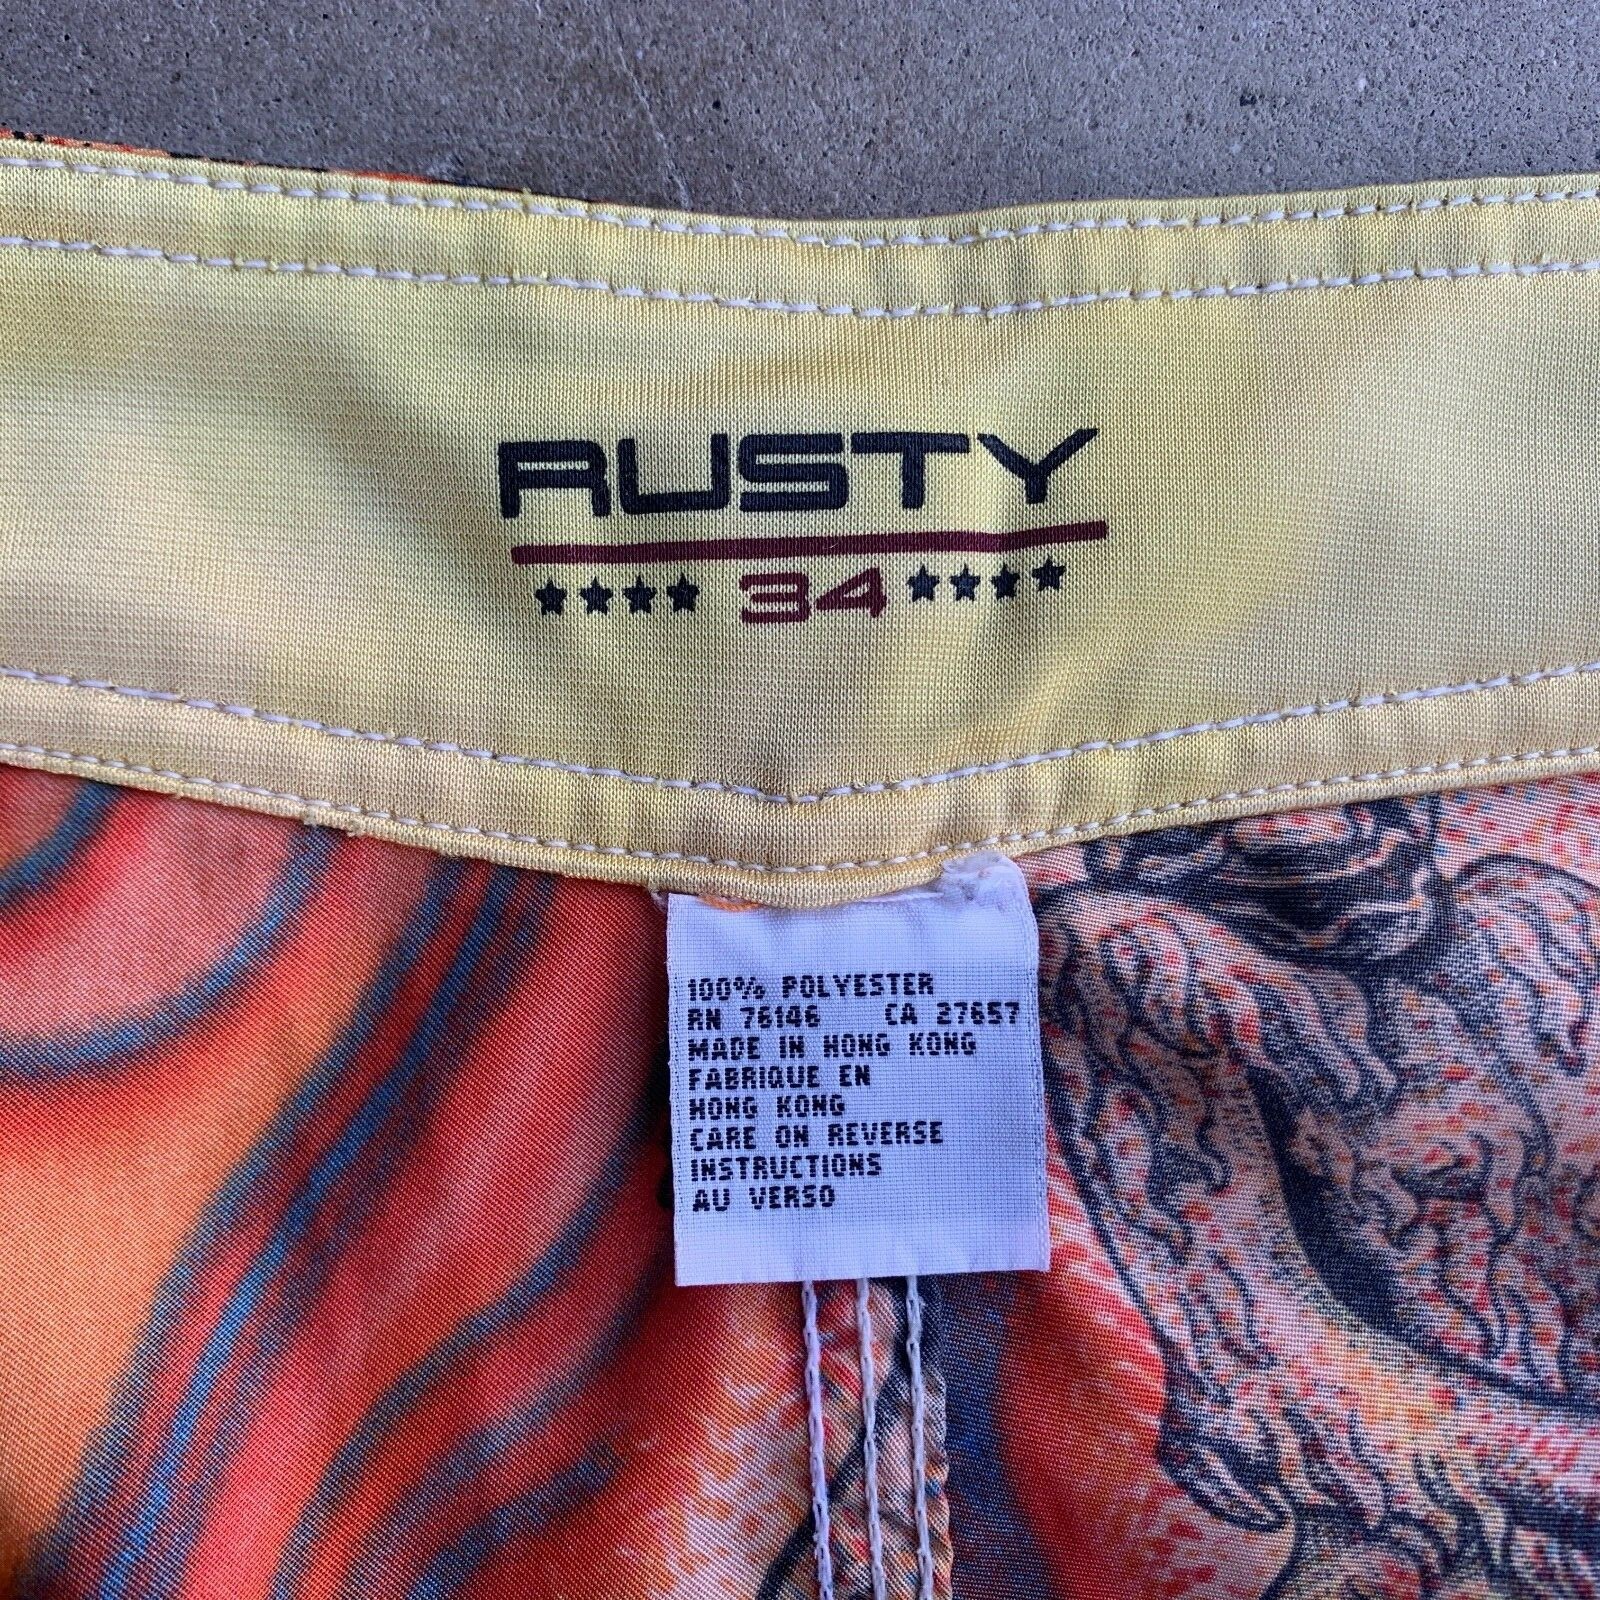 RUSTY
34
100% POLYESTER
RN 76146 CA 27657
MADE IN HONG KONG
FABRIQUE EN
HONG KONG
CARE ON REVERSE
INSTRUCTIONS
AU VERSO